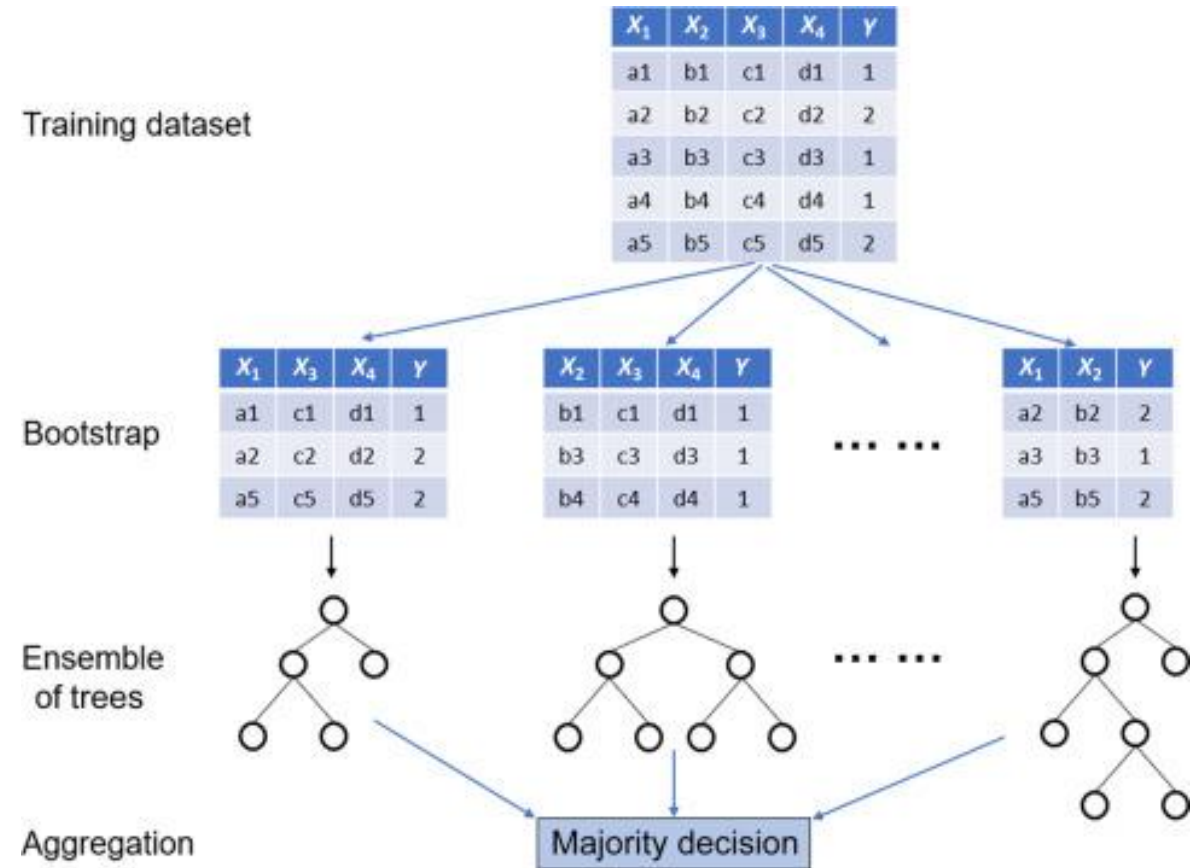 X₁ X₂ X₃ X₄ Y
a1 b1 c1 d1 1
a2 b2 c2 d2 2
a3 b3 c3 d3 1
a4 b4 c4 d4 1
a5 b5 c5 d5 2
Training dataset
X₁ X₃ X₄ Y
a1 c1 d1 1
a2 c2 d2 2
a5 c5 d5 2
X₂ X₃ X₄ Y
b1 c1 d1 1
b3 c3 d3 1
b4 c4 d4 1
... ...
X₁ X₂ Y
a2 b2 2
a3 b3 1
a5 b5 2
Bootstrap
Ensemble
of trees
... ...
Aggregation
Majority decision